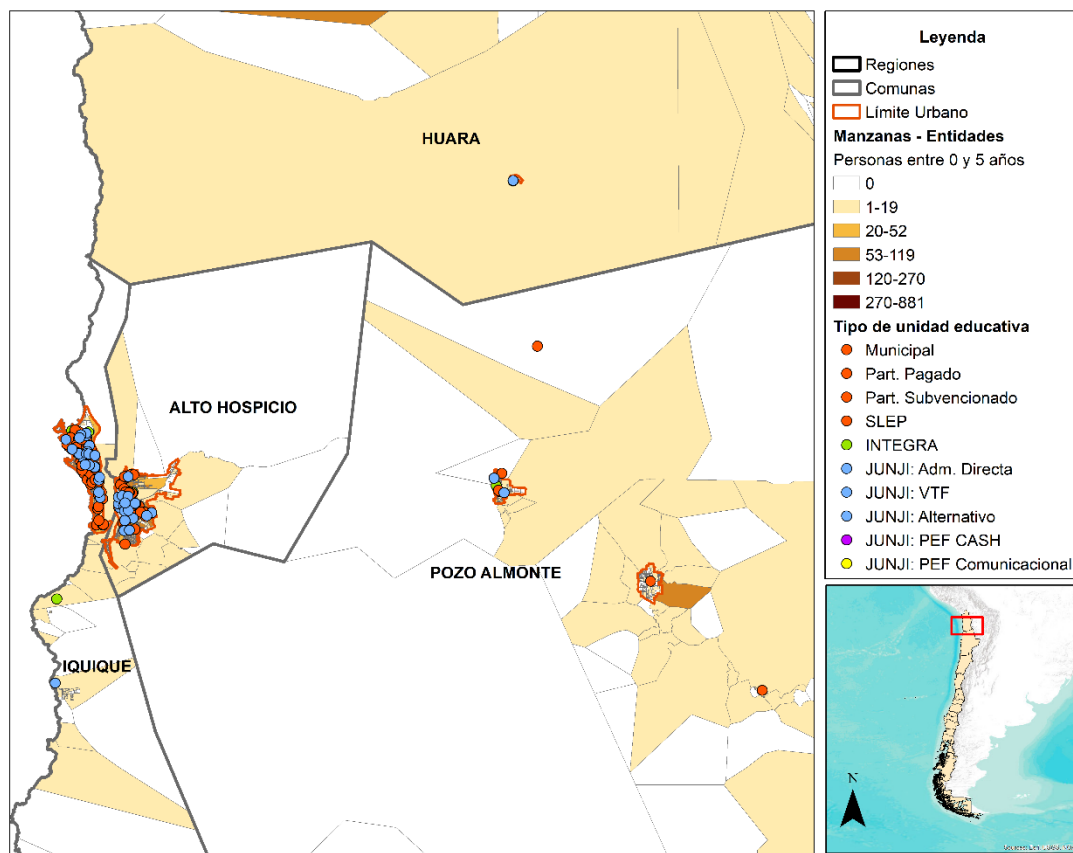 HUARA
ALTO HOSPICIO
POZO ALMONTE
IQUIQUE
Leyenda
Regiones
Comunas
Límite Urbano
Manzanas - Entidades
Personas entre 0 y 5 años
0
1-19
20-52
53-119
120-270
270-881
Tipo de unidad educativa
Municipal
Part. Pagado
Part. Subvencionado
SLEP
INTEGRA
JUNJI: Adm. Directa
JUNJI: VTF
JUNJI: Alternativo
JUNJI: PEF CASH
JUNJI: PEF Comunicacional
N